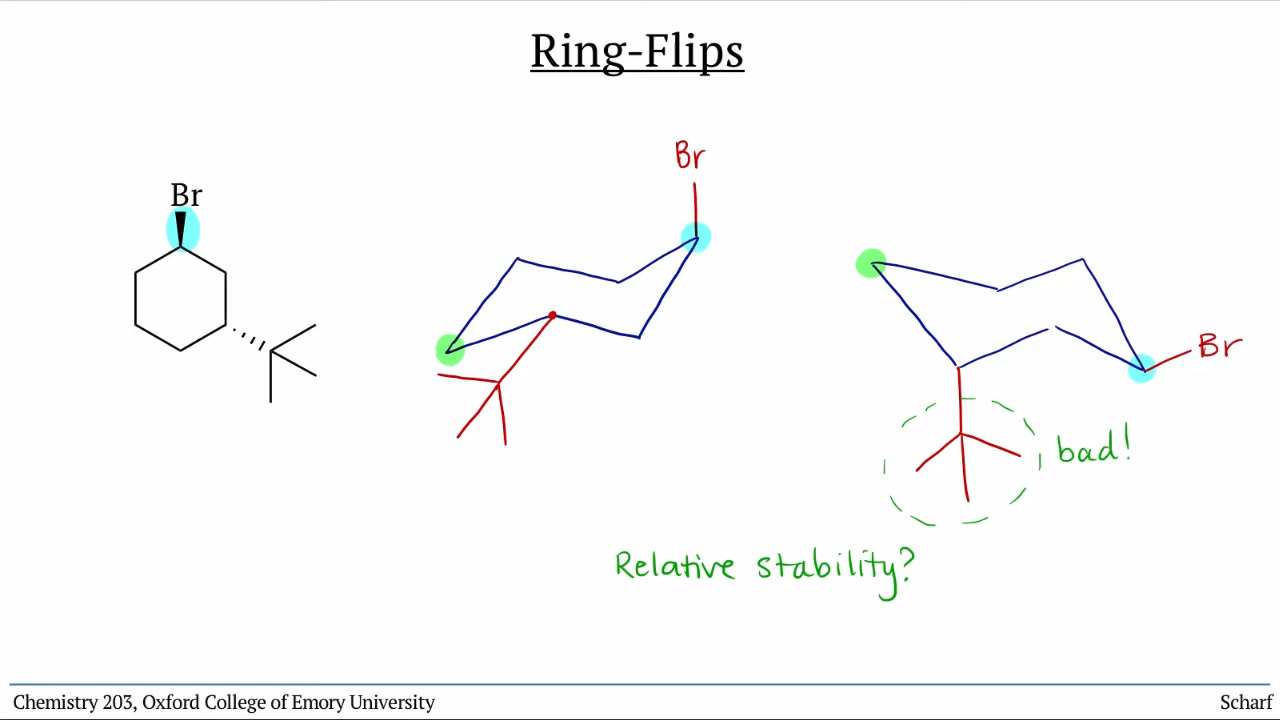 Ring-Flips
Br
Br
Br
bad!
Relative stability?
Chemistry 203, Oxford College of Emory University
Scharf